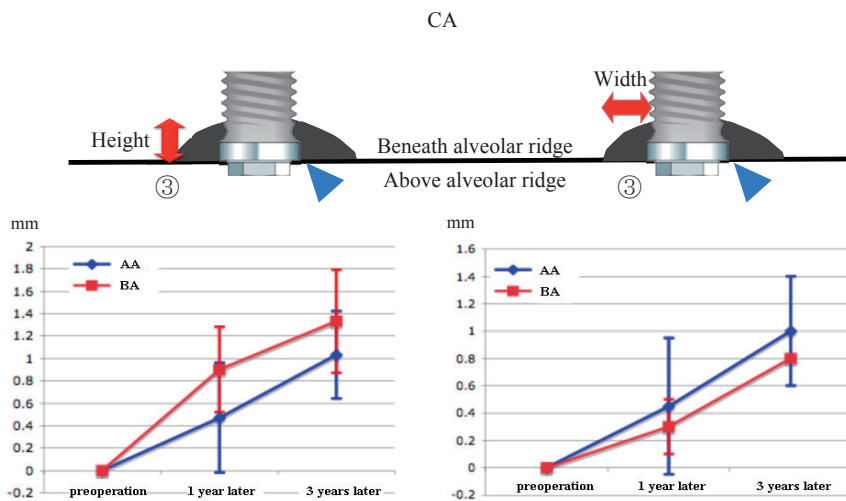 CA
Height
Width
Beneath alveolar ridge
Above alveolar ridge
③
③
mm
2
1.8
1.6
1.4
1.2
1
0.8
0.6
0.4
0.2
0
-0.2
AA
BA
preoperation
1 year later
3 years later
mm
1.6
1.4
1.2
1
0.8
0.6
0.4
0.2
0
-0.2
AA
BA
preoperation
1 year later
3 years later